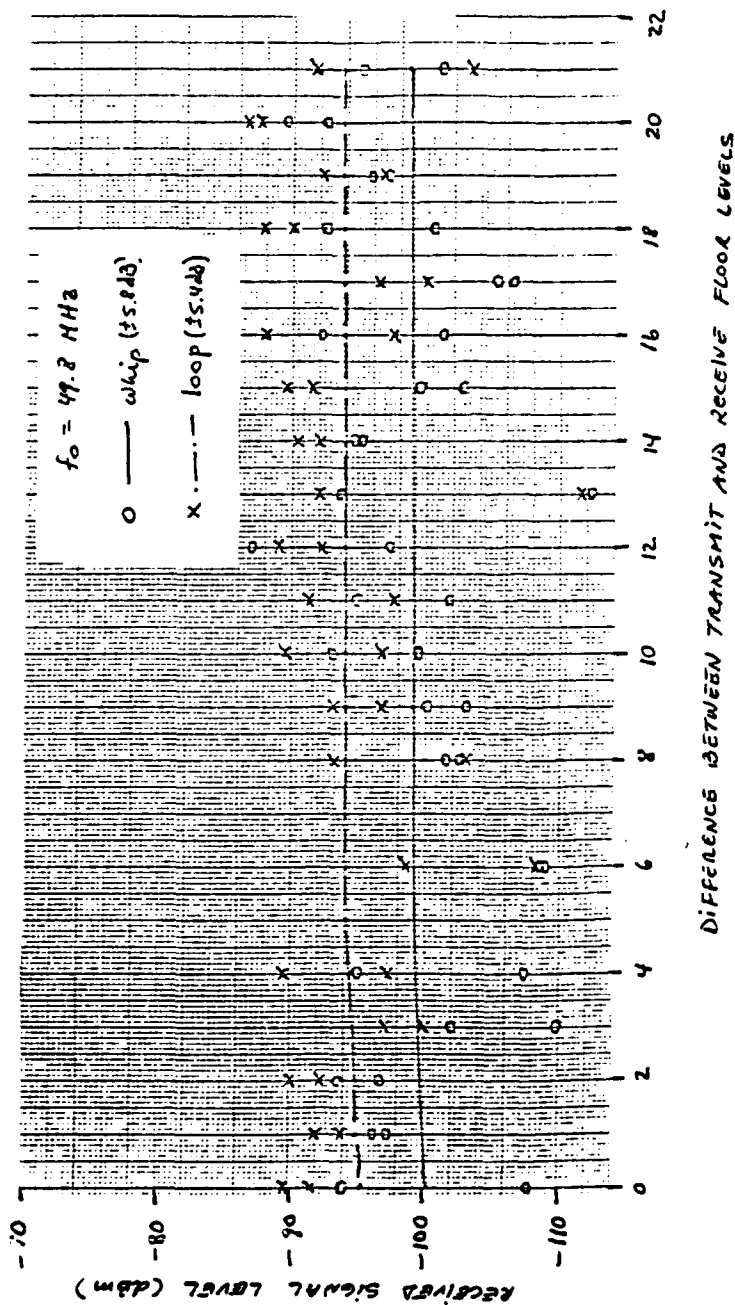 RECEIVED SIGNAL LEVEL (dBm)
-70
-80
-90
-100
-110
f₀ = 49.8 MHz
o —— whip (±5.8dB)
x ·—·— loop (±5.4dB)
0 2 4 6 8 10 12 14 16 18 20 22
DIFFERENCE BETWEEN TRANSMIT AND RECEIVE FLOOR LEVELS